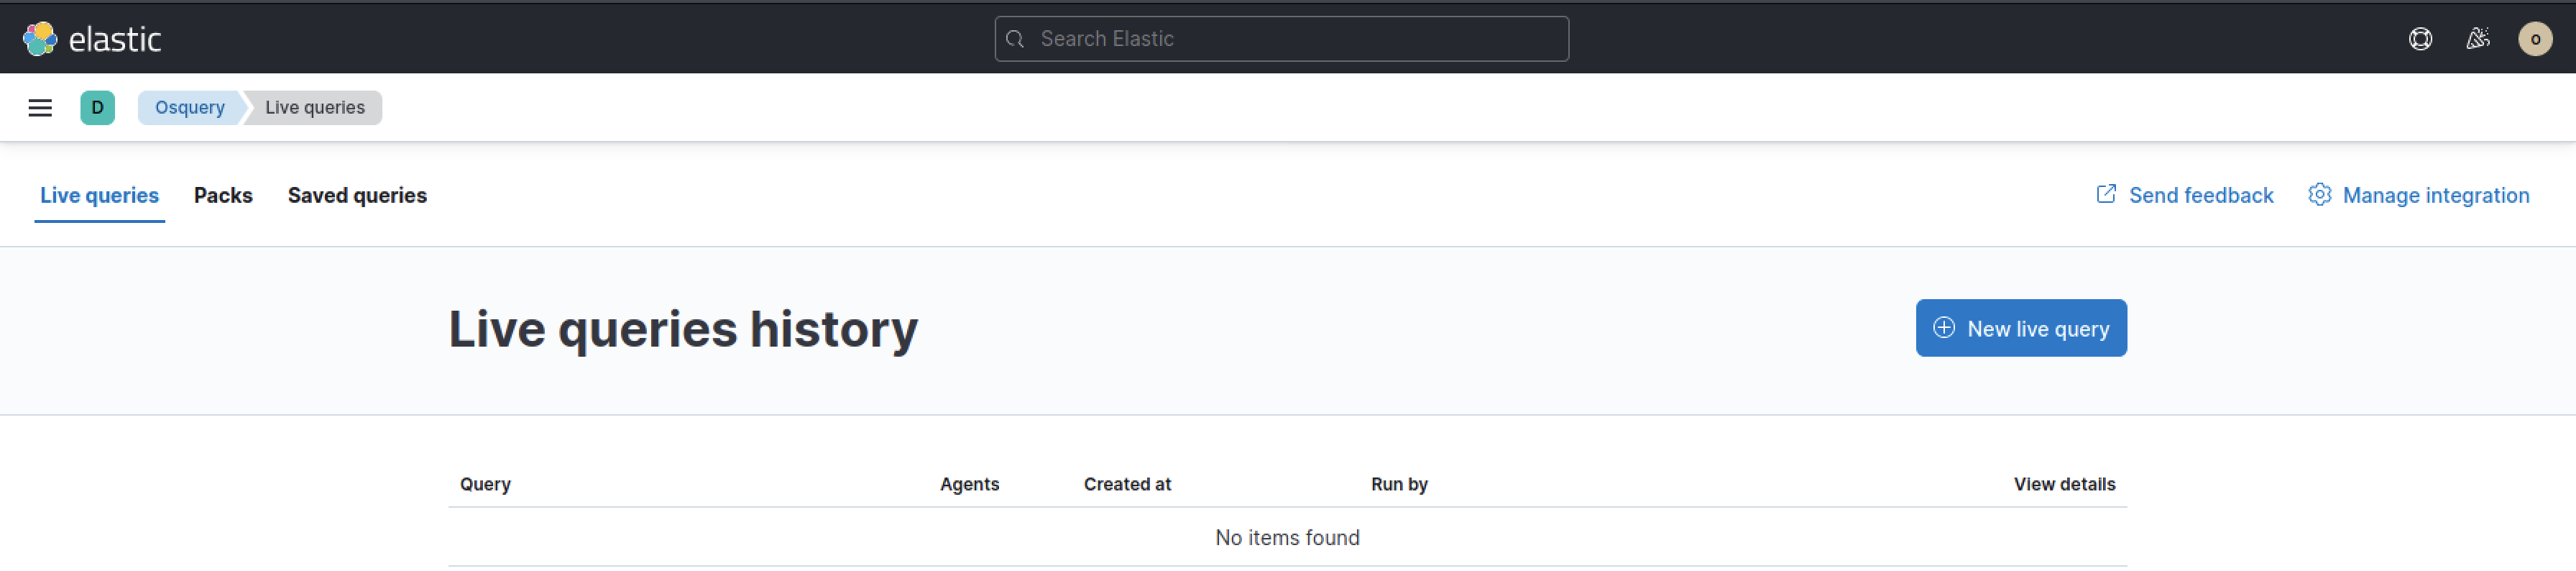 elastic
Search Elastic
o
D
Osquery
Live queries
Live queries
Packs
Saved queries
Send feedback
Manage integration
Live queries history
New live query
Query Agents Created at Run by View details
No items found